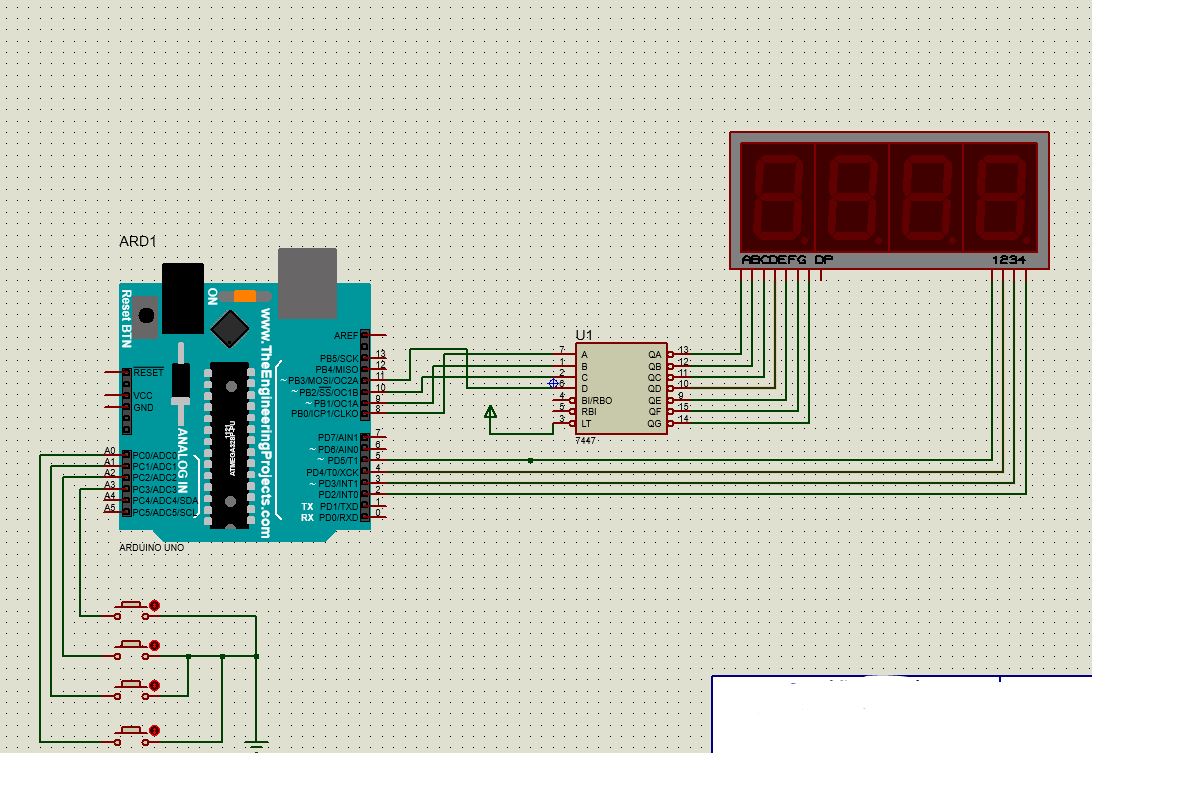 ABCDEFG DP
1234
ARD1
Reset BTN
ON
www.TheEngineeringProjects.com
ANALOG IN
ATMEGA328P-PU
1121
RESET
VCC
GND
A0 PC0/ADC0
A1 PC1/ADC1
A2 PC2/ADC2
A3 PC3/ADC3
A4 PC4/ADC4/SDA
A5 PC5/ADC5/SCL
AREF
PB5/SCK 13
PB4/MISO 12
~ PB3/MOSI/OC2A 11
~ PB2/SS/OC1B 10
~ PB1/OC1A 9
PB0/ICP1/CLKO 8
PD7/AIN1 7
~ PD6/AIN0 6
~ PD5/T1 5
PD4/T0/XCK 4
~ PD3/INT1 3
PD2/INT0 2
TX PD1/TXD 1
RX PD0/RXD 0
ARDUINO UNO
U1
7 A QA 13
1 B QB 12
2 C QC 11
6 D QD 10
4 BI/RBO QE 9
5 RBI QF 15
3 LT QG 14
7447